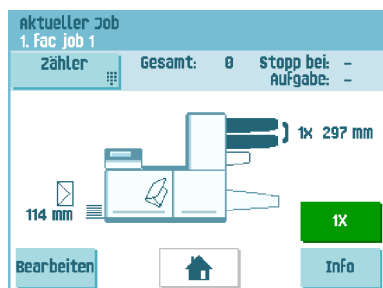 Aktueller Job
1. Fac job 1
Zähler
Gesamt: 0
Stopp bei: -
Aufgabe: -
1X 297 mm
114 mm
1X
Bearbeiten
Info